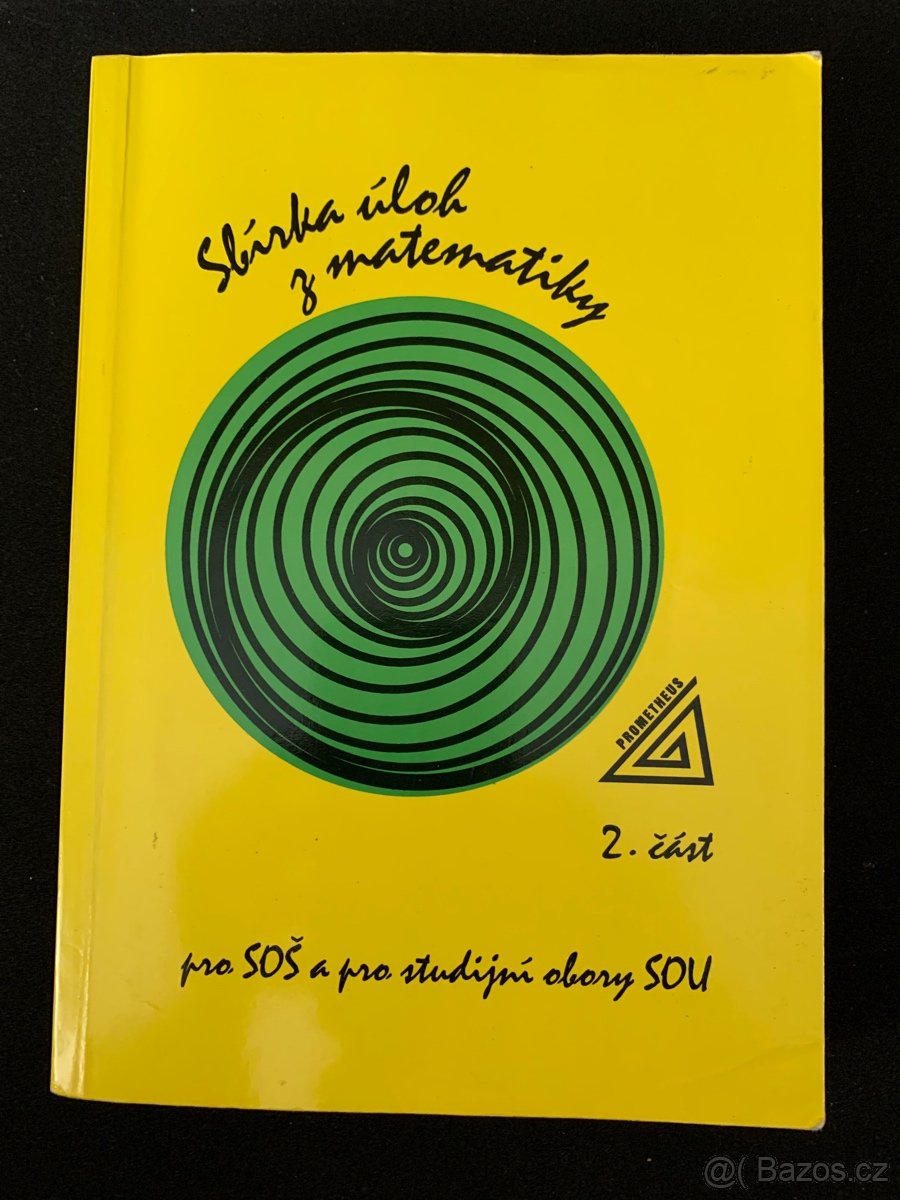 Sbírka úloh
z matematiky
PROMETHEUS
2. část
pro SOŠ a pro studijní obory SOU
@( Bazos.cz